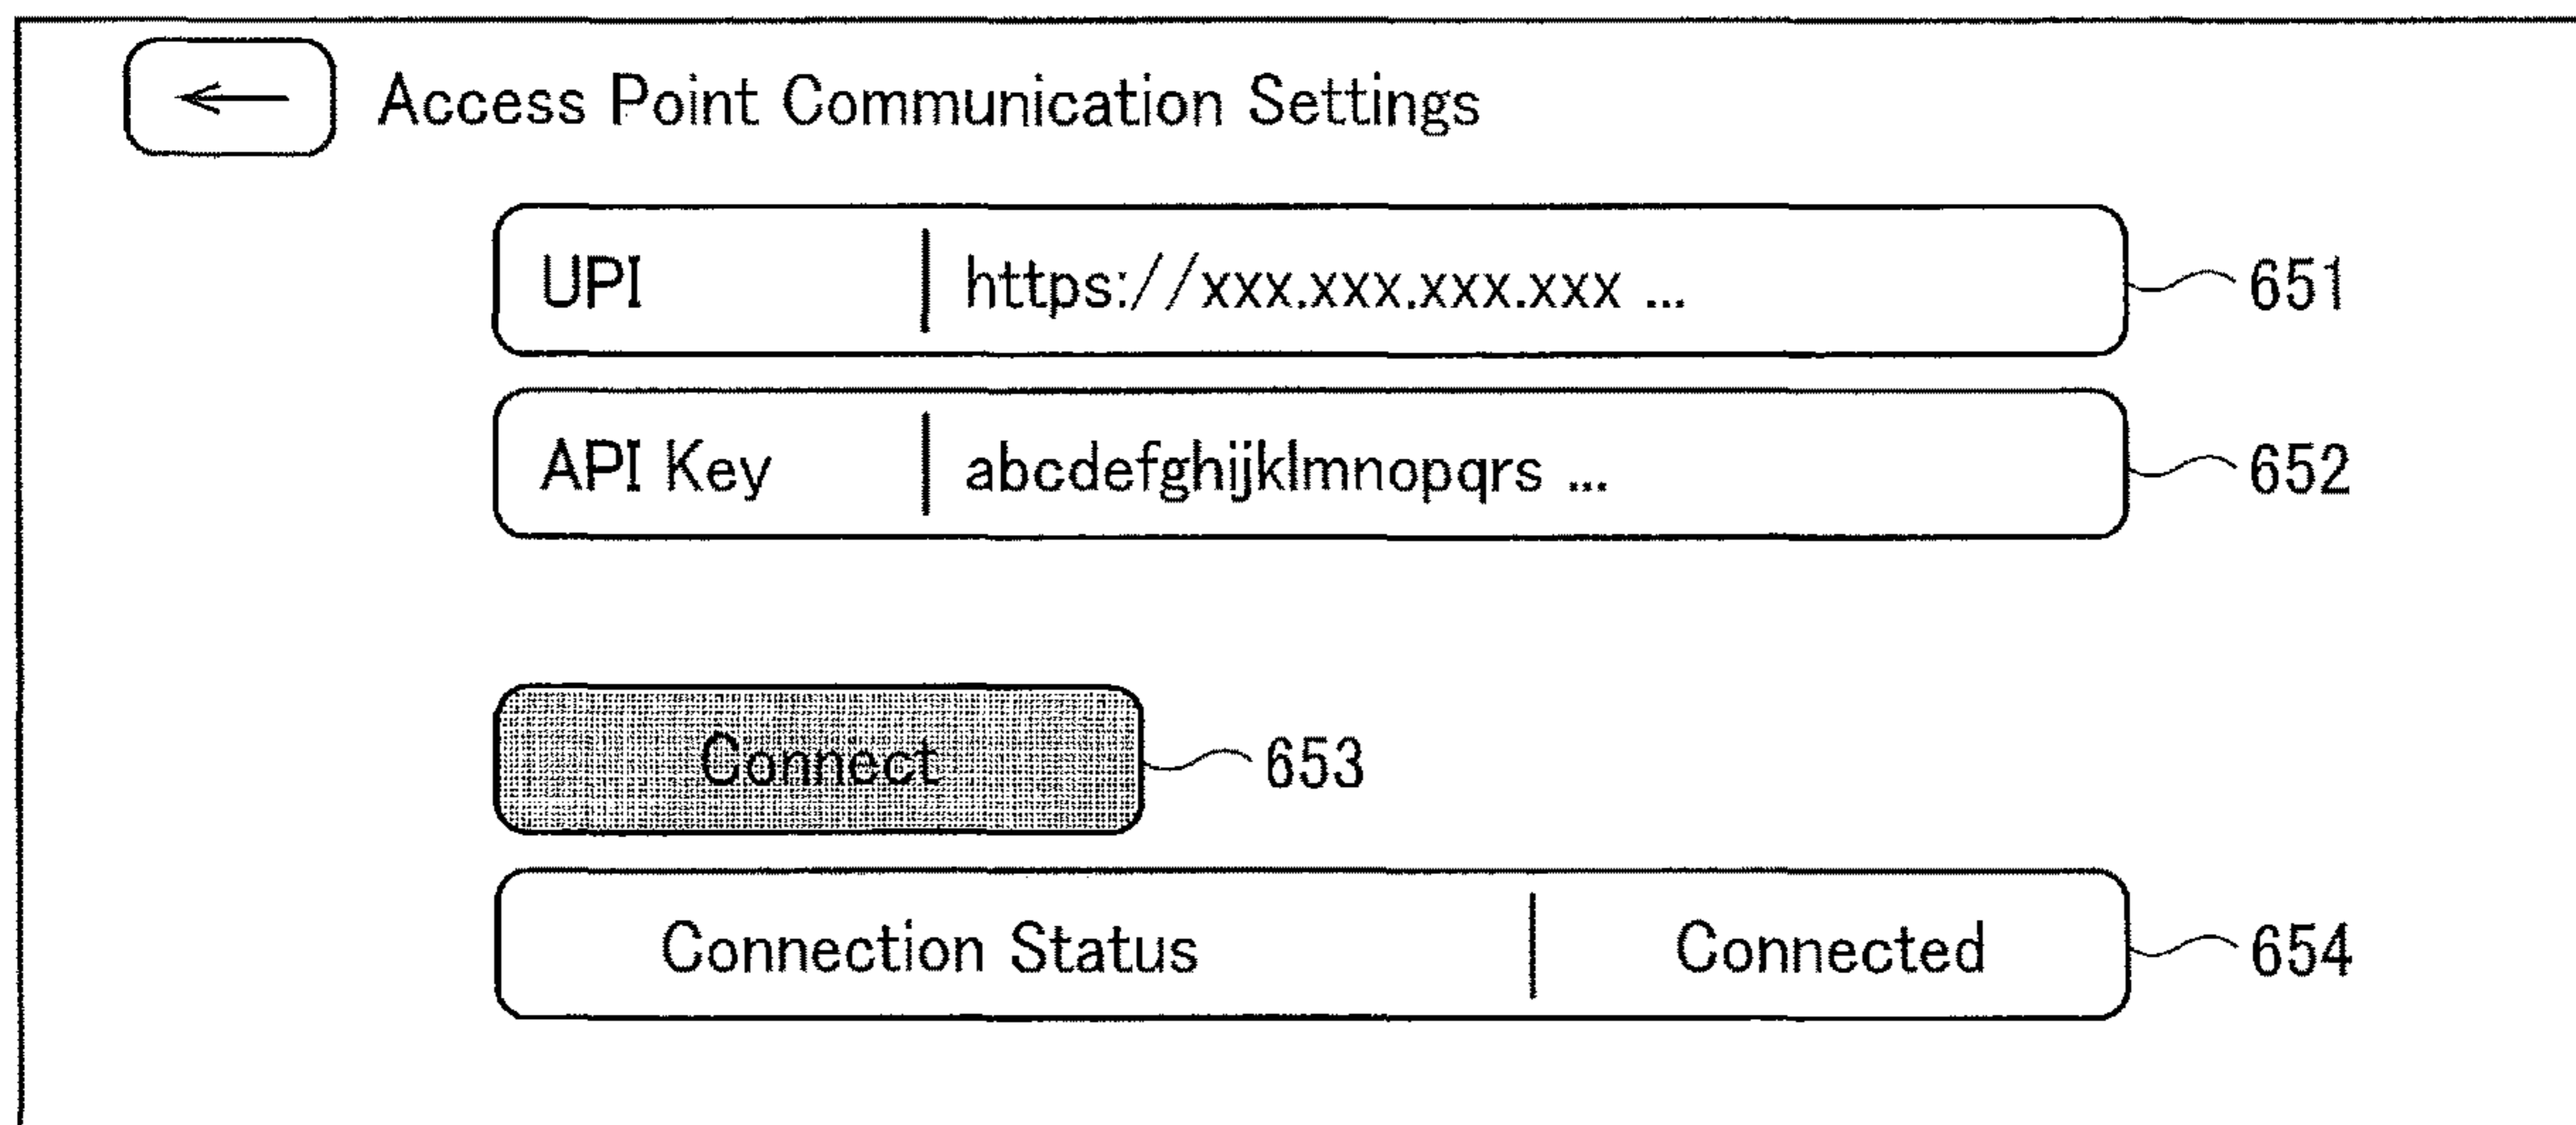 ← Access Point Communication Settings
UPI | https://xxx.xxx.xxx.xxx ... 651
API Key | abcdefghijklmnopqrs ... 652
Connect 653
Connection Status | Connected 654